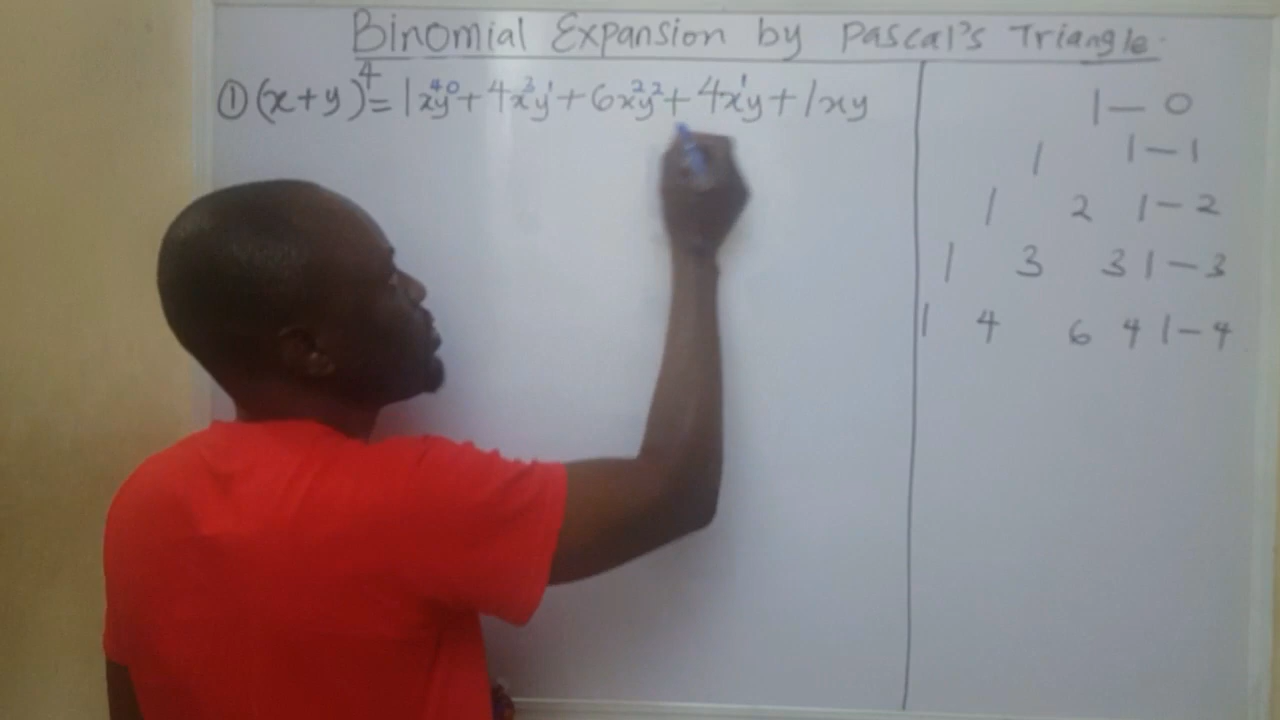 Binomial Expansion by Pascal's Triangle.
① (x+y)⁴ = 1x⁴y⁰ + 4x³y¹ + 6x²y² + 4x¹y + 1xy
1 — 0
1 1 — 1
1 2 1 — 2
1 3 3 1 — 3
1 4 6 4 1 — 4